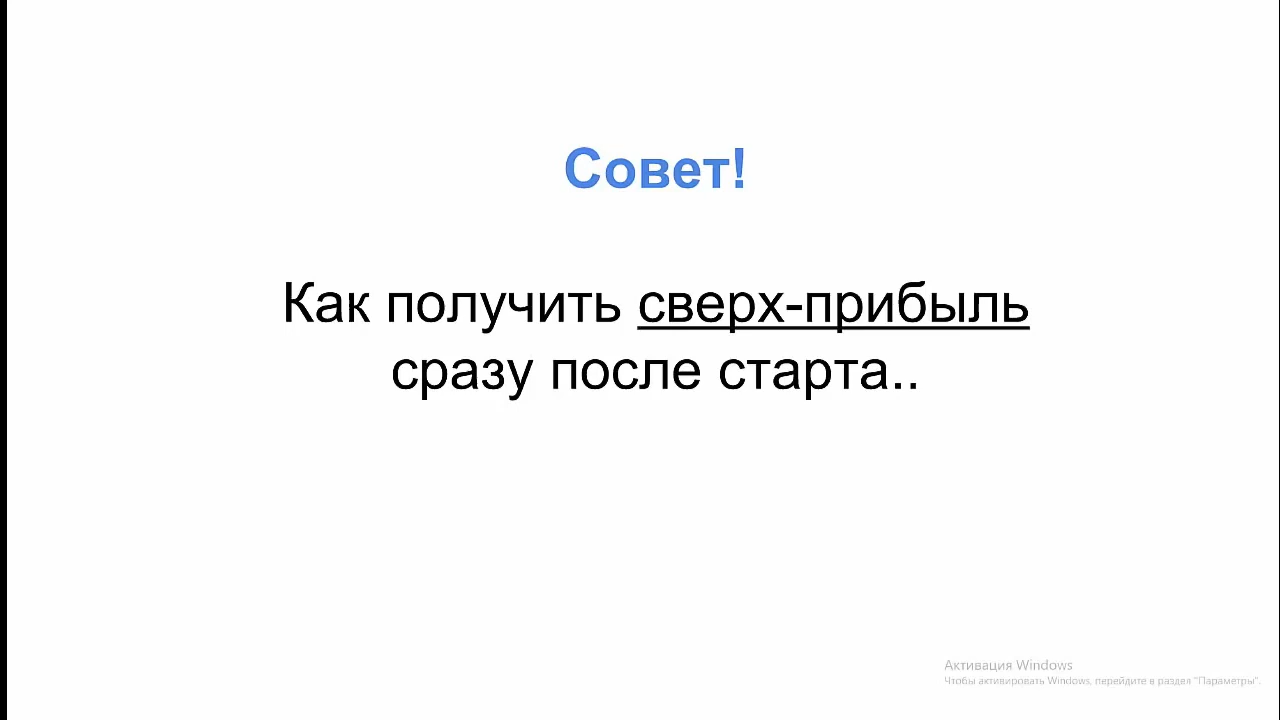 Совет!
Как получить сверх-прибыль
сразу после старта..
Активация Windows
Чтобы активировать Windows, перейдите в раздел "Параметры".